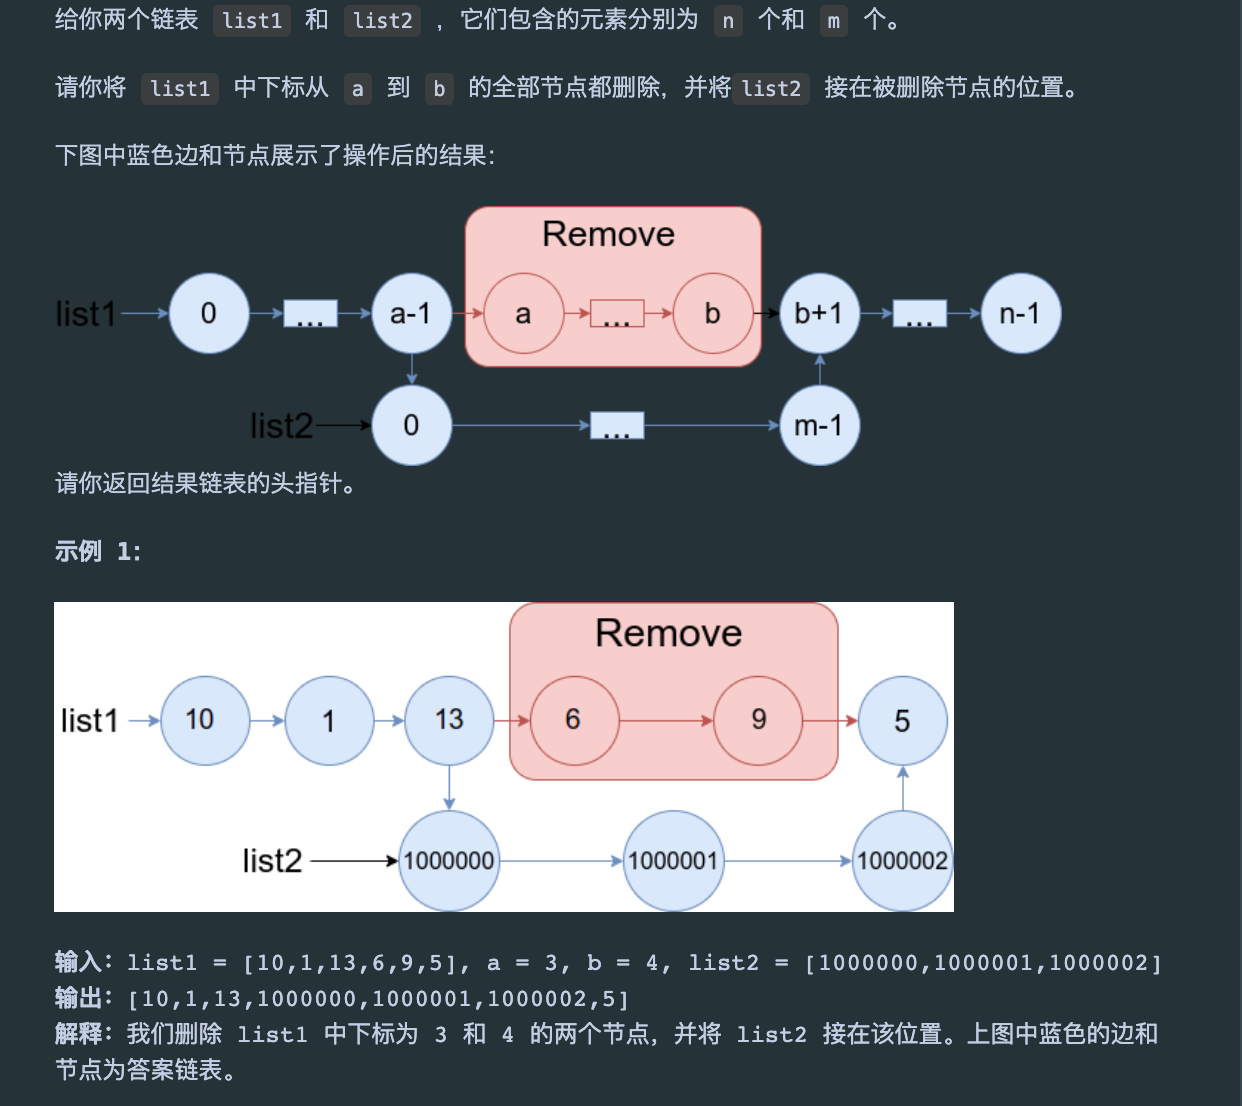 给你两个链表 list1 和 list2 ，它们包含的元素分别为 n 个和 m 个。
请你将 list1 中下标从 a 到 b 的全部节点都删除，并将 list2 接在被删除节点的位置。
下图中蓝色边和节点展示了操作后的结果：
Remove
list1 0 ... a-1 a ... b b+1 ... n-1
list2 0 ... m-1
请你返回结果链表的头指针。
示例 1：
Remove
list1 10 1 13 6 9 5
list2 1000000 1000001 1000002
输入：list1 = [10,1,13,6,9,5], a = 3, b = 4, list2 = [1000000,1000001,1000002]
输出：[10,1,13,1000000,1000001,1000002,5]
解释：我们删除 list1 中下标为 3 和 4 的两个节点，并将 list2 接在该位置。上图中蓝色的边和
节点为答案链表。